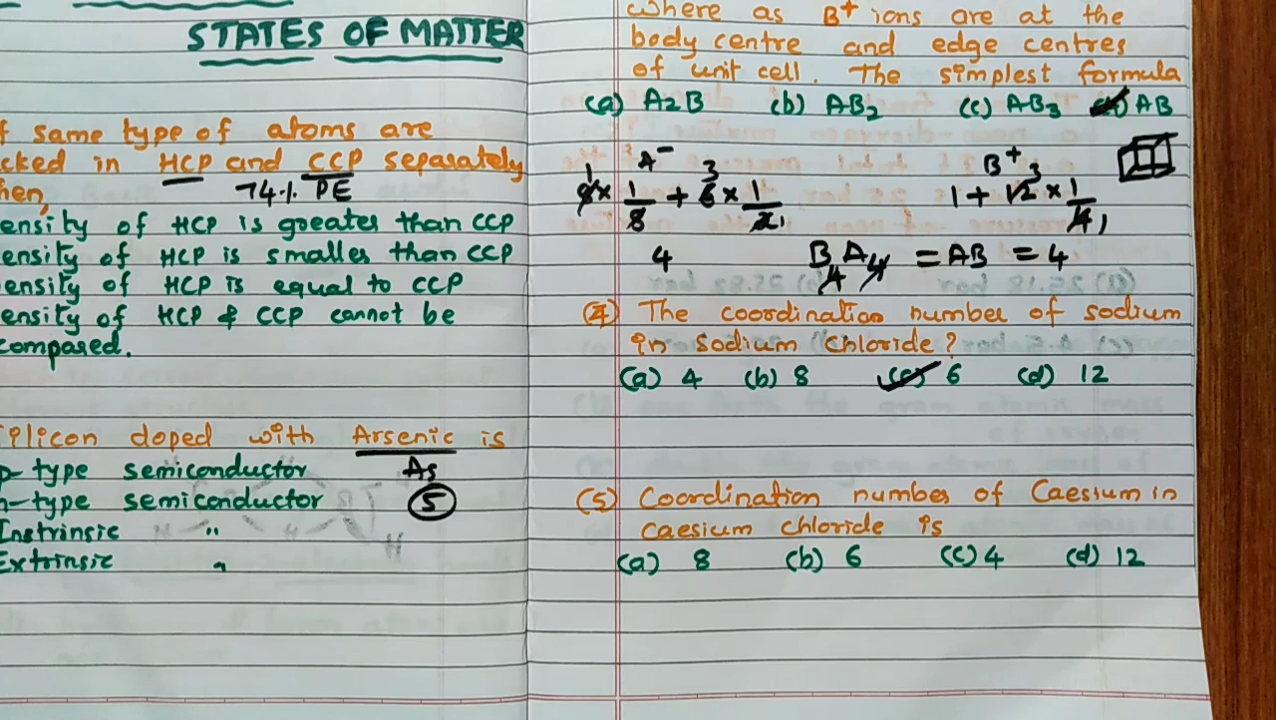 STATES OF MATTER
f same type of atoms are
cked in HCP and CCP separately
hen,
74% PE
ensity of HCP is greater than CCP
ensity of HCP is smaller than CCP
ensity of HCP is equal to CCP
ensity of HCP & CCP cannot be
compared.
ilicon doped with Arsenic is
p-type semiconductor As
n-type semiconductor 5
Instrinsic "
Extrinsic "
where as B+ ions are at the
body centre and edge centres
of unit cell. The simplest formula
(a) A2B (b) AB2 (c) AB3 (d) AB
A- B+
8 × 1/8 + 6 × 1/2 1 + 12 × 1/4
1 3 3 1 1
4 B4A4 = AB = 4
(4) The coordination number of sodium
in sodium chloride?
(a) 4 (b) 8 (c) 6 (d) 12
(5) Coordination number of Caesium in
caesium chloride is
(a) 8 (b) 6 (c) 4 (d) 12